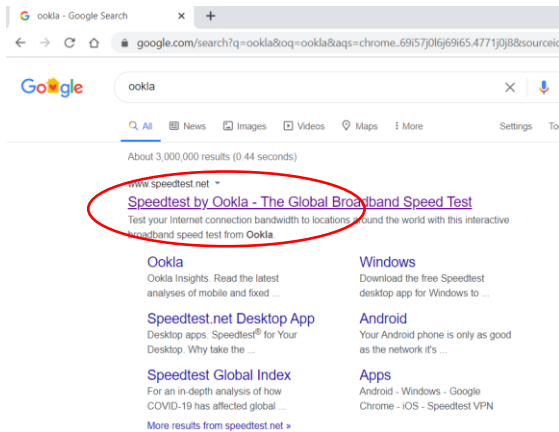 ookla - Google Search
google.com/search?q=ookla&oq=ookla&aqs=chrome..69i57j0l6j69i65.4771j0j8&sourceid
Google
ookla
All News Images Videos Maps More Settings To
About 3,000,000 results (0.44 seconds)
www.speedtest.net
Speedtest by Ookla - The Global Broadband Speed Test
Test your Internet connection bandwidth to locations around the world with this interactive
broadband speed test from Ookla.
Ookla
Ookla Insights. Read the latest
analyses of mobile and fixed ...
Windows
Download the free Speedtest
desktop app for Windows to ...
Speedtest.net Desktop App
Desktop apps. Speedtest® for Your
Desktop. Why take the ...
Android
Your Android phone is only as good
as the network it's ...
Speedtest Global Index
For an in-depth analysis of how
COVID-19 has affected global ...
Apps
Android - Windows - Google
Chrome - iOS - Speedtest VPN
More results from speedtest.net »